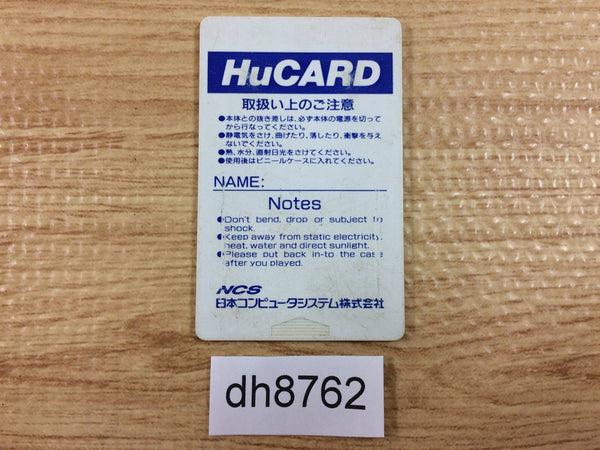 HuCARD
取扱い上のご注意
●本体との抜き差しは、必ず本体の電源を切って
から行なってください。
●静電気をさけ、曲げたり、落したり、衝撃を与え
ないでください。
●熱、水分、直射日光をさけてください。
●使用後はビニールケースに入れてください。
NAME:
Notes
●Don't bend, drop or subject to
shock.
●Keep away from static electricity,
heat, water and direct sunlight.
●Please put back in-to the case
after you played.
NCS
日本コンピュータシステム株式会社
dh8762